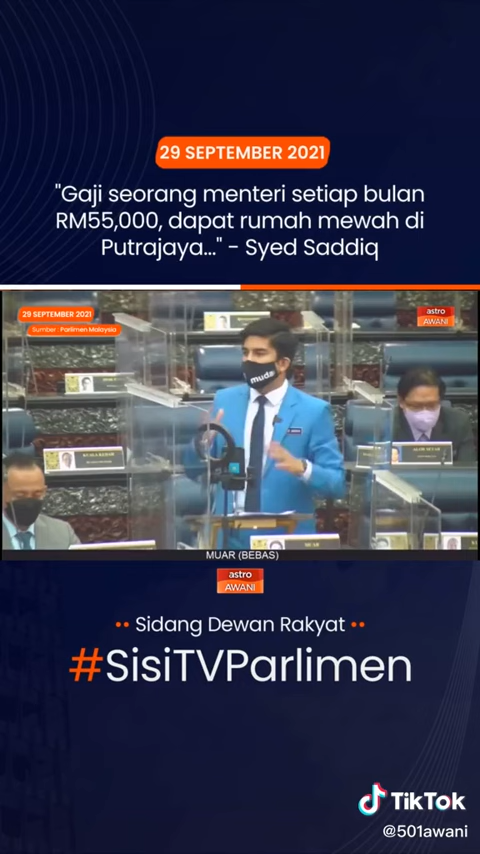 29 SEPTEMBER 2021
"Gaji seorang menteri setiap bulan
RM55,000, dapat rumah mewah di
Putrajaya..." - Syed Saddiq
29 SEPTEMBER 2021
Sumber : Parlimen Malaysia
astro
AWANI
muda
MUAR (BEBAS)
astro
AWANI
•• Sidang Dewan Rakyat ••
#SisiTVParlimen
TikTok
@501awani